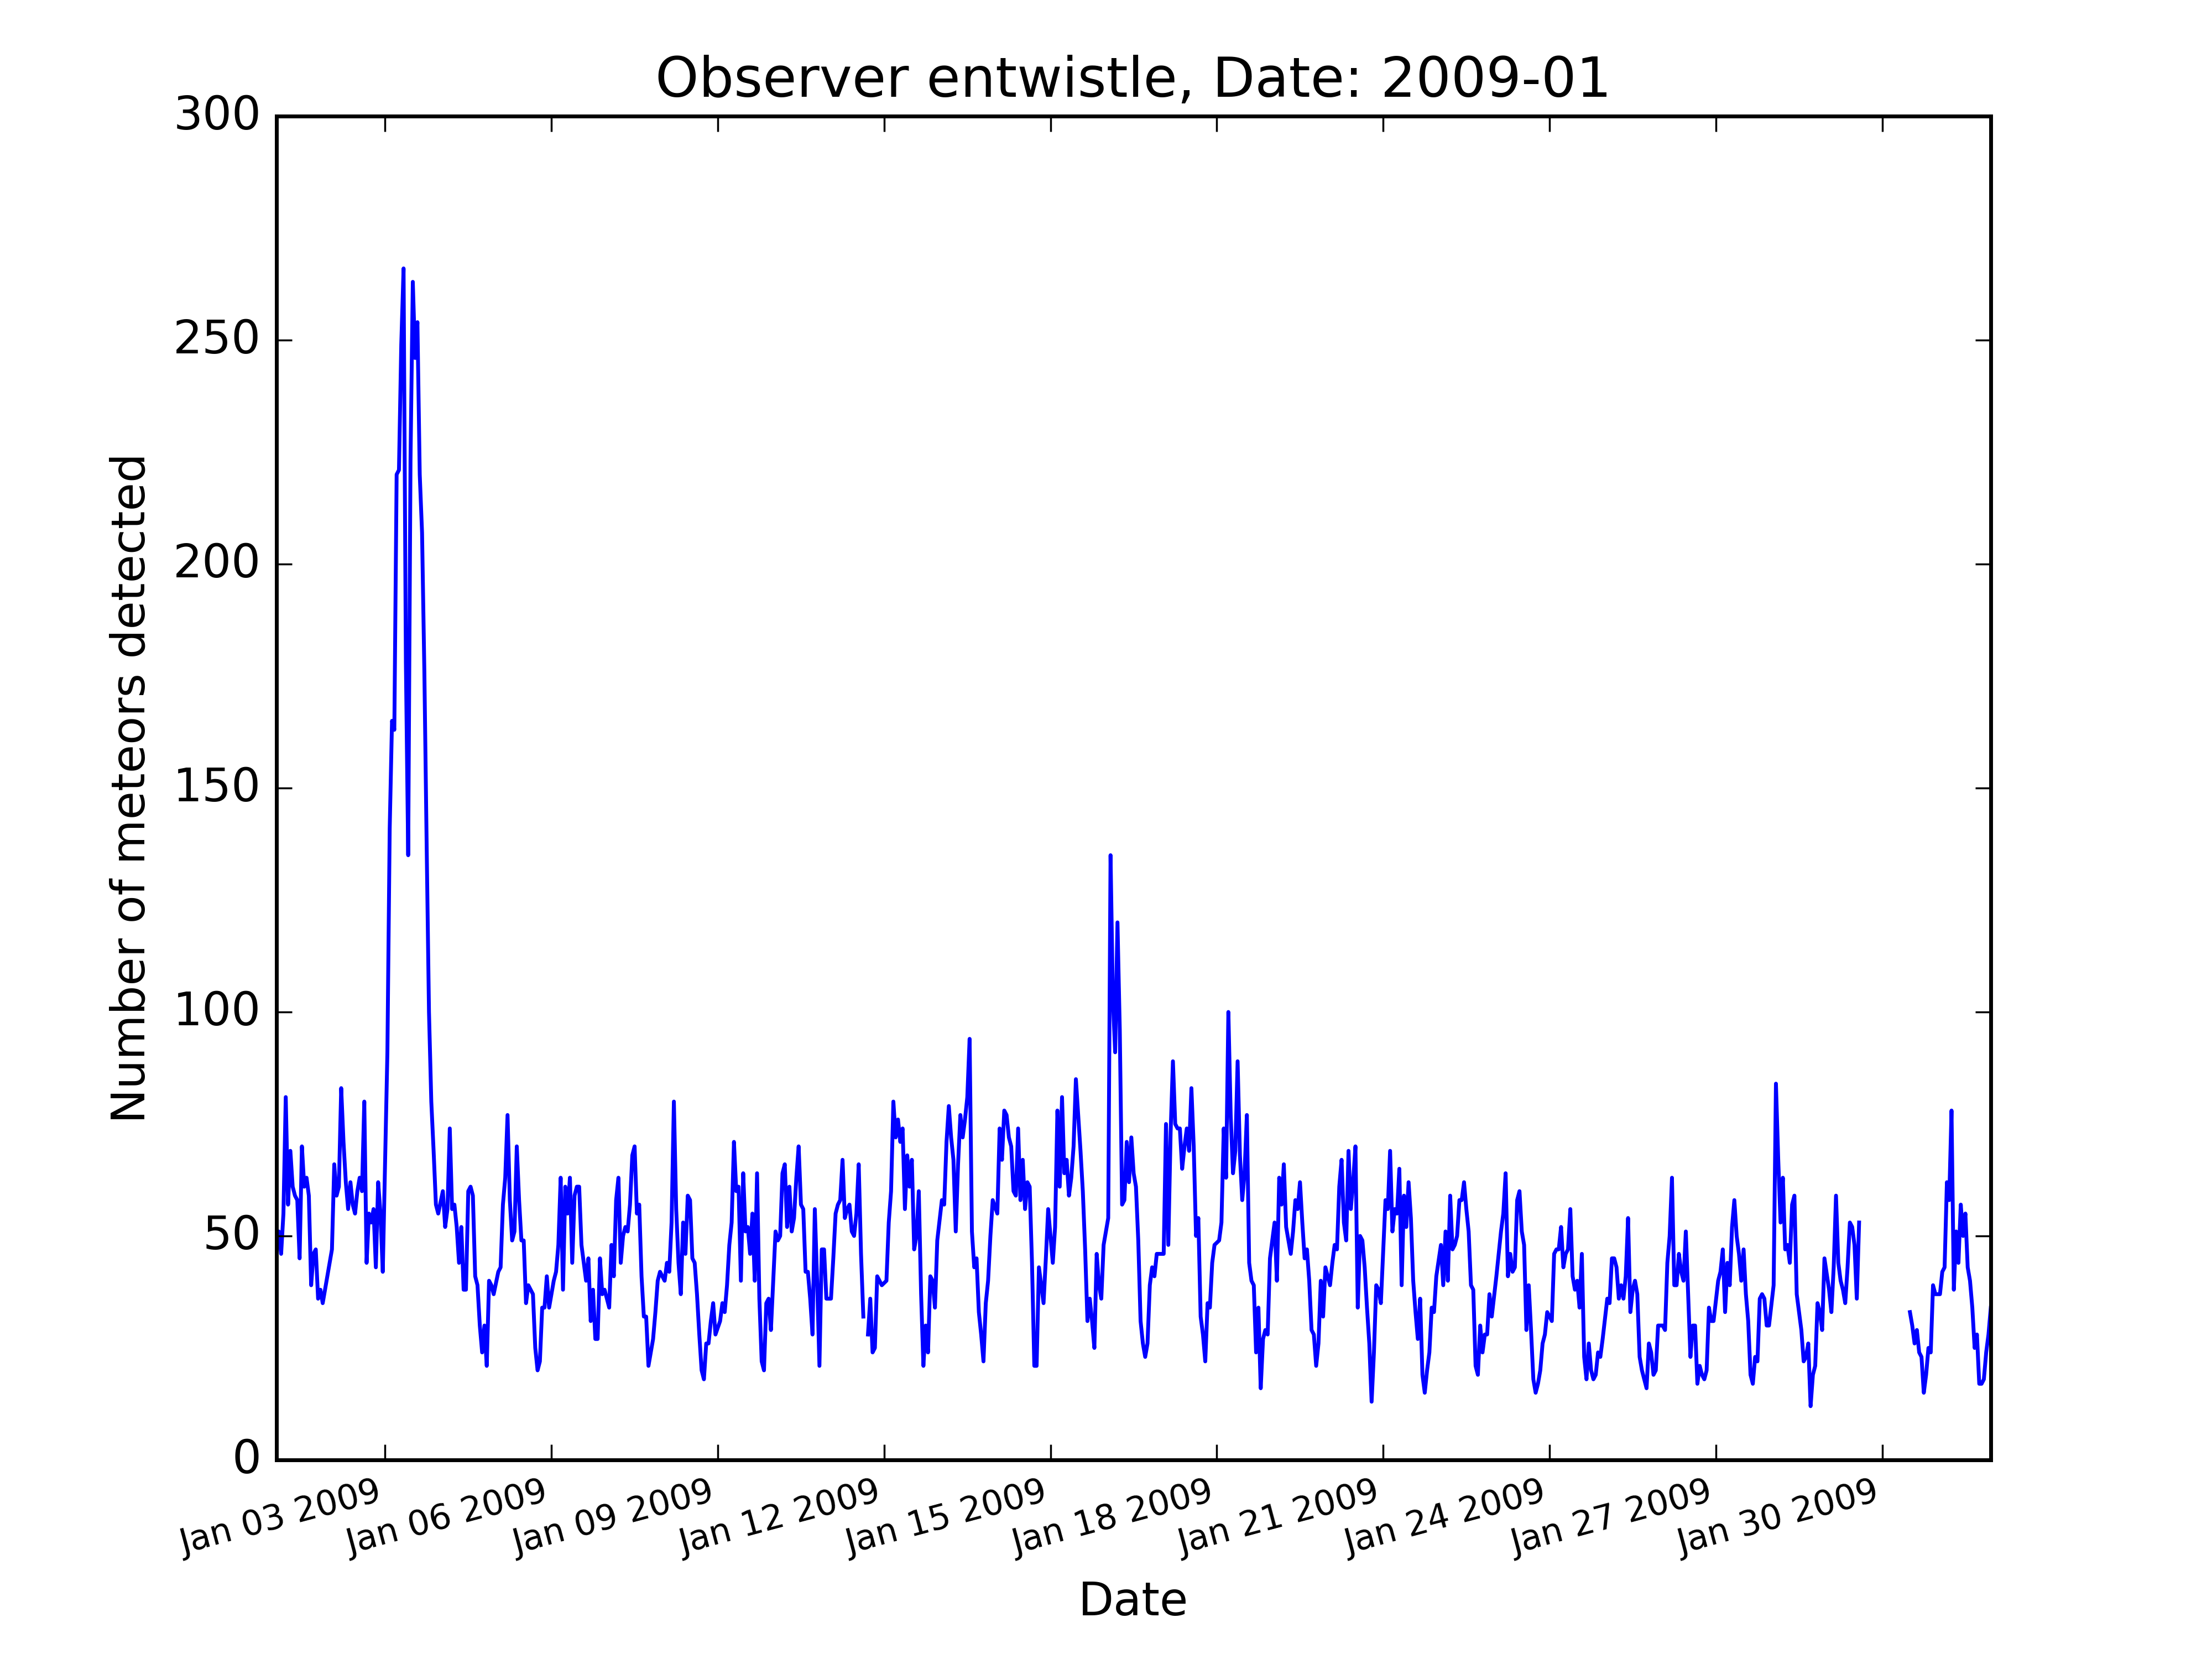 Observer entwistle, Date: 2009-01
300
250
200
150
100
50
0
Number of meteors detected
Jan 03 2009
Jan 06 2009
Jan 09 2009
Jan 12 2009
Jan 15 2009
Jan 18 2009
Jan 21 2009
Jan 24 2009
Jan 27 2009
Jan 30 2009
Date